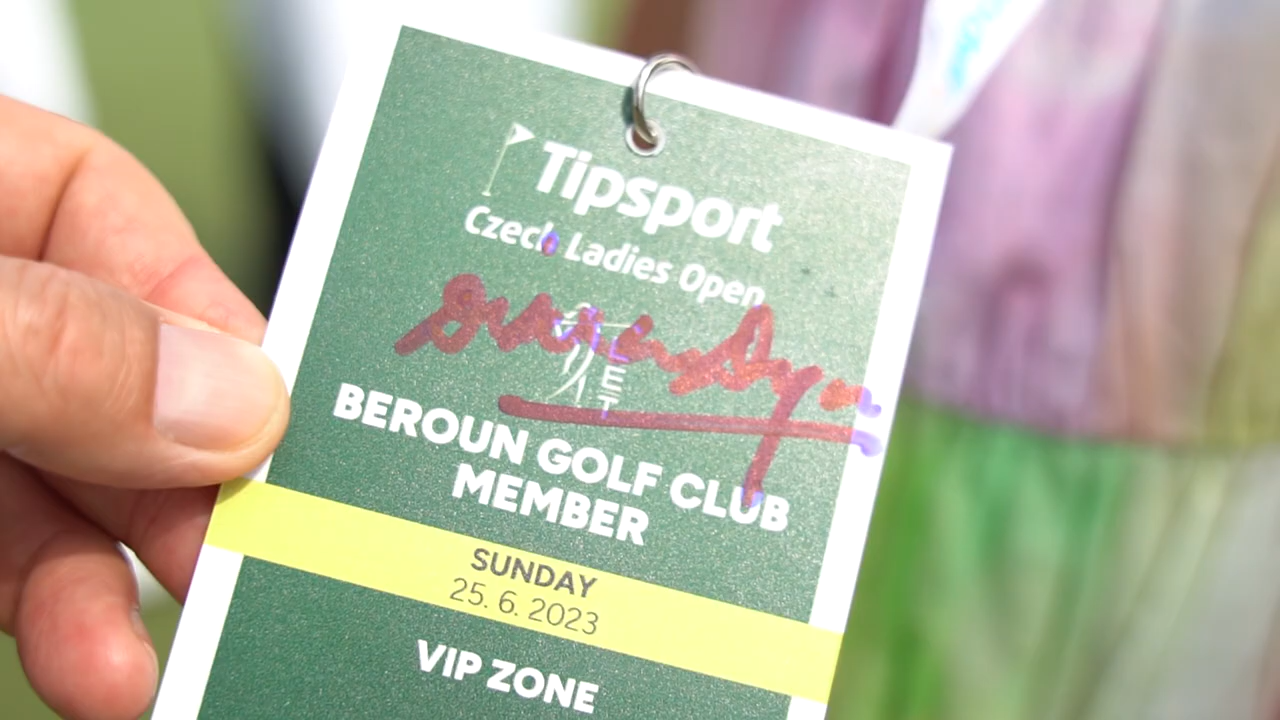 Tipsport
Czech Ladies Open
LET
BEROUN GOLF CLUB
MEMBER
SUNDAY
25. 6. 2023
VIP ZONE